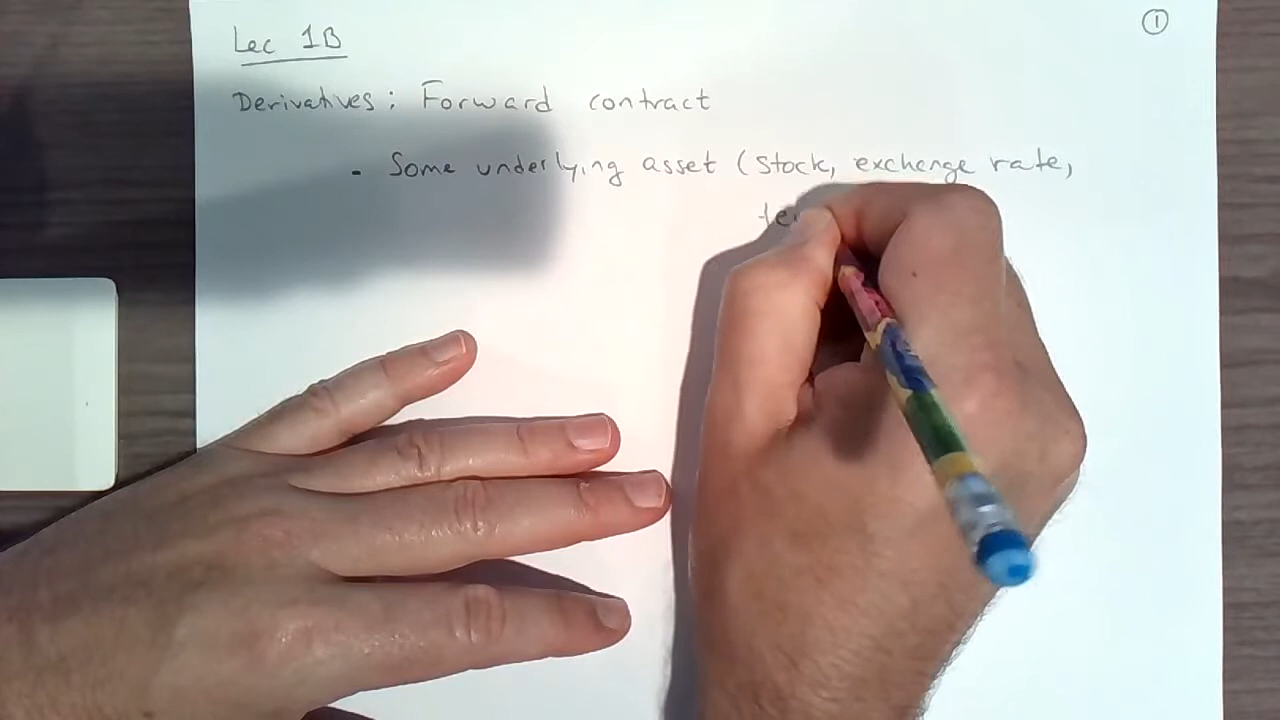 ①
Lec 1B
Derivatives: Forward contract
- Some underlying asset (stock, exchange rate,